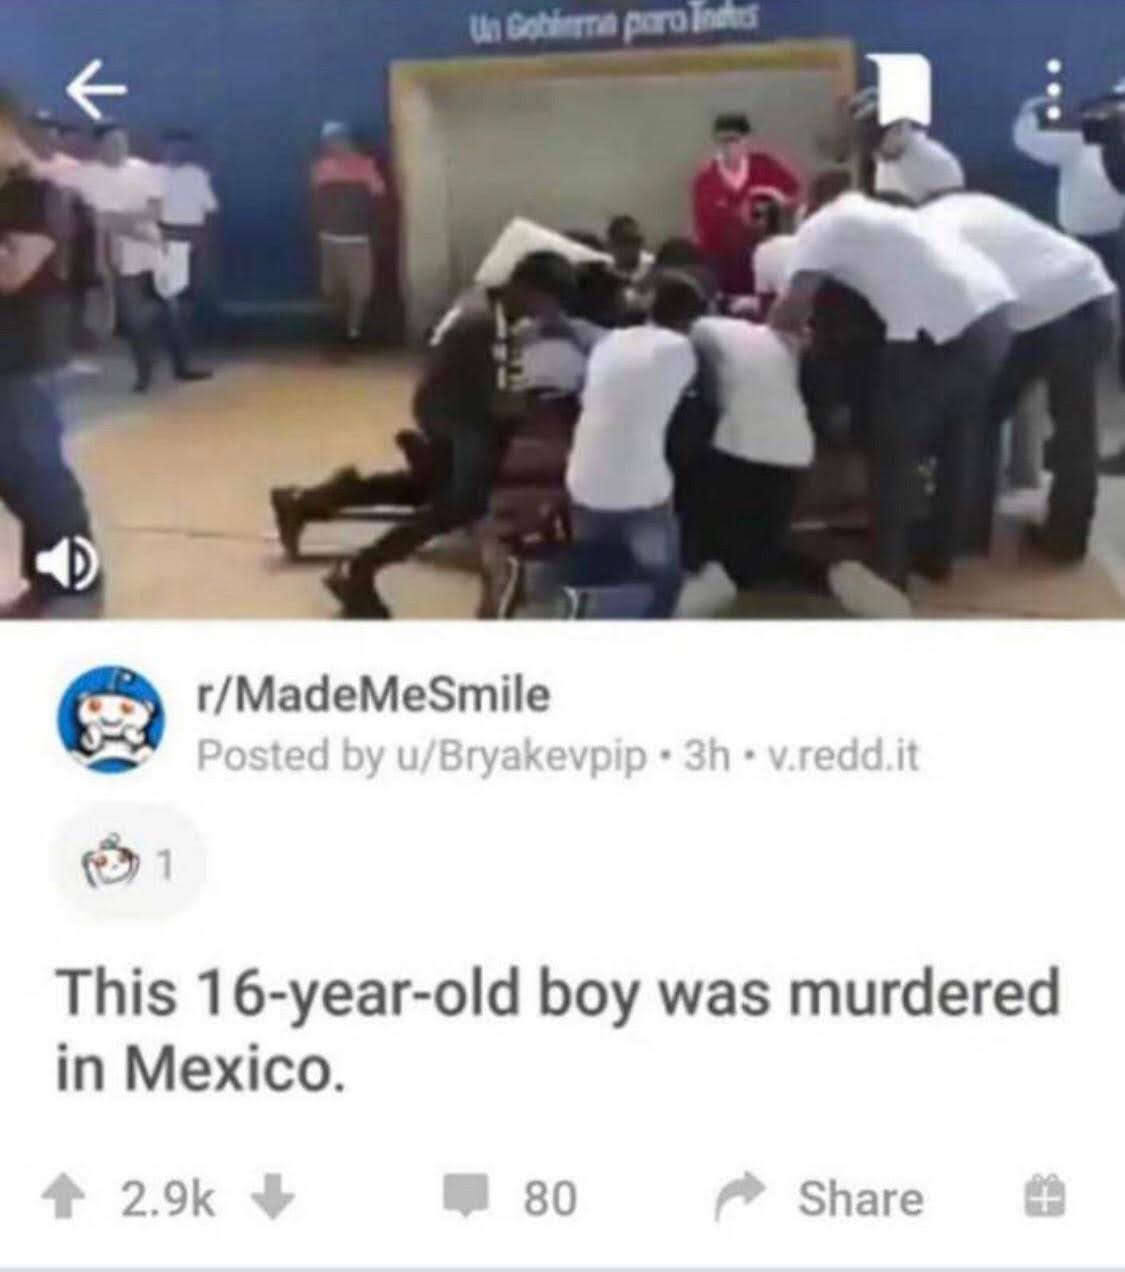 Un Gobierno para Todos
r/MadeMeSmile
Posted by u/Bryakevpip • 3h • v.redd.it
1
This 16-year-old boy was murdered
in Mexico.
2.9k 80 Share